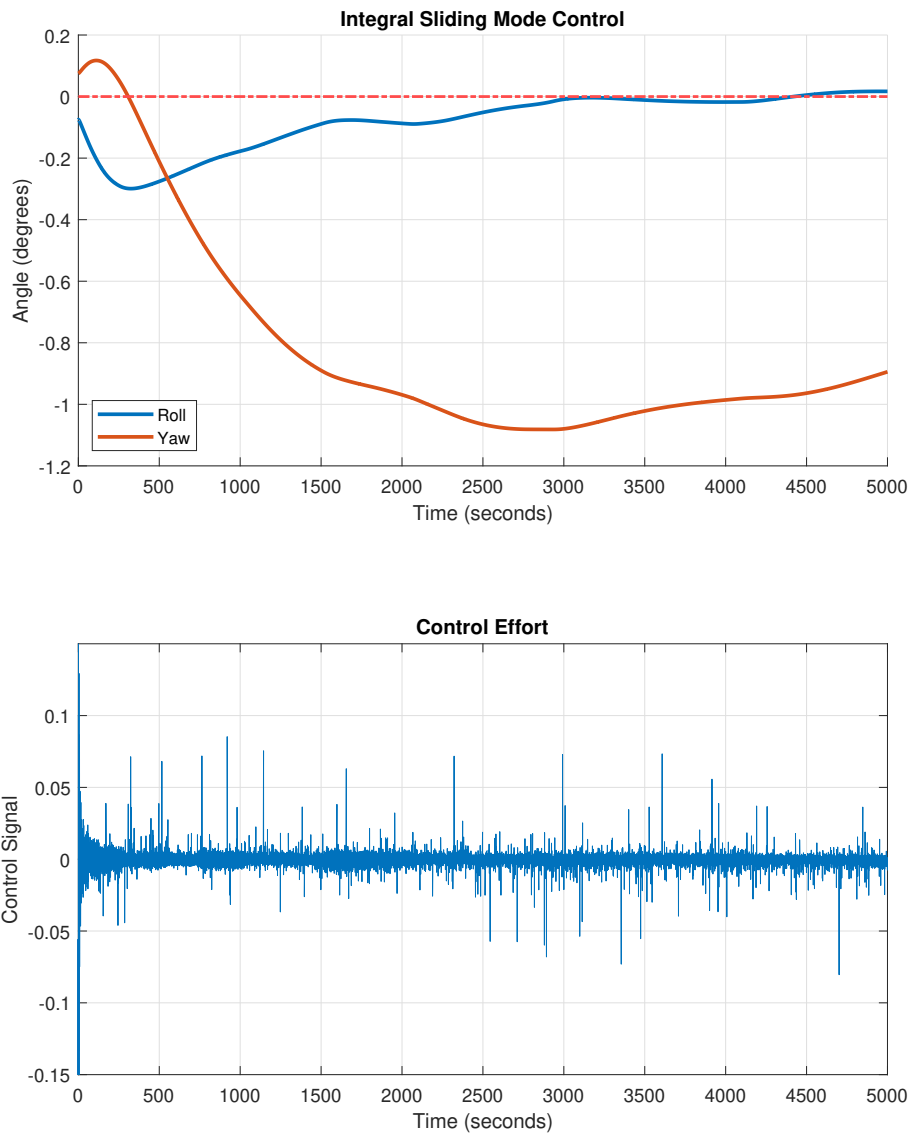 Integral Sliding Mode Control
0.2
0
-0.2
-0.4
-0.6
-0.8
-1
-1.2
Angle (degrees)
Roll
Yaw
0 500 1000 1500 2000 2500 3000 3500 4000 4500 5000
Time (seconds)
Control Effort
0.1
0.05
0
-0.05
-0.1
-0.15
Control Signal
0 500 1000 1500 2000 2500 3000 3500 4000 4500 5000
Time (seconds)